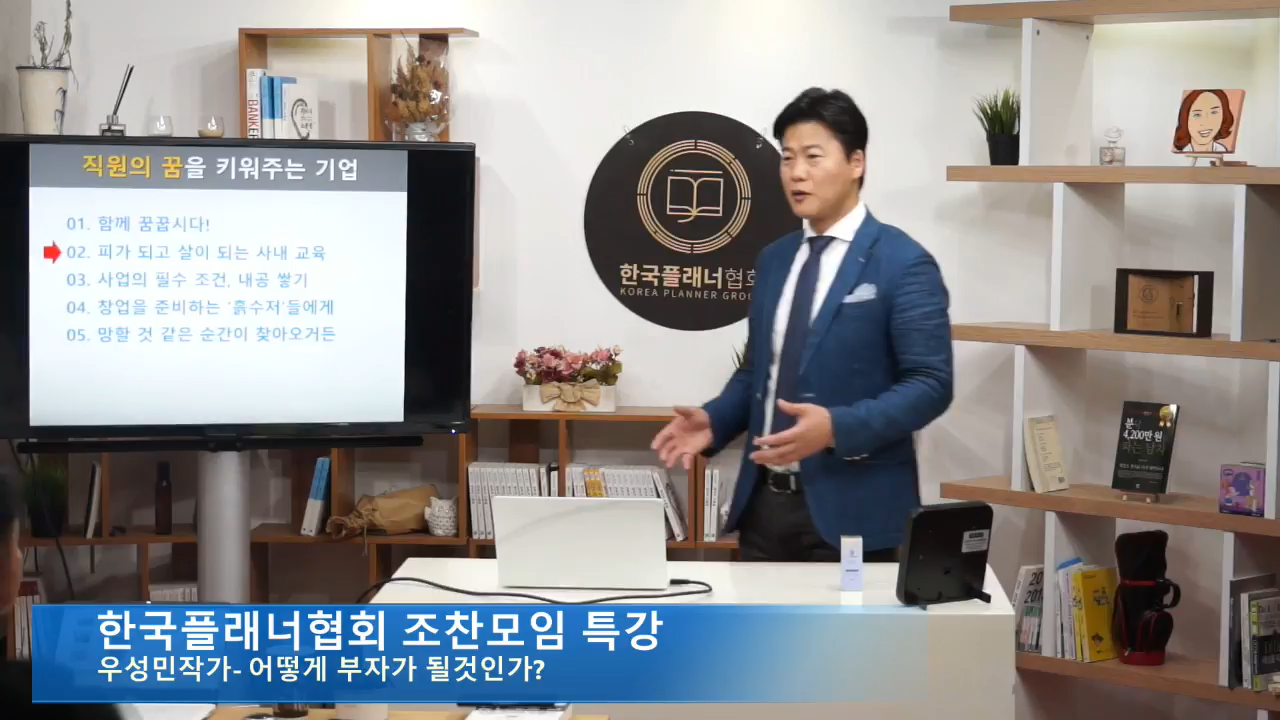 BANKER
직원의 꿈을 키워주는 기업
01. 함께 꿈꿉시다!
02. 피가 되고 살이 되는 사내 교육
03. 사업의 필수 조건, 내공 쌓기
04. 창업을 준비하는 '흙수저'들에게
05. 망할 것 같은 순간이 찾아오거든
한국플래너협회
KOREA PLANNER GRO
4,200만원
파는 남자
한국플래너협회 조찬모임 특강
우성민작가- 어떻게 부자가 될것인가?